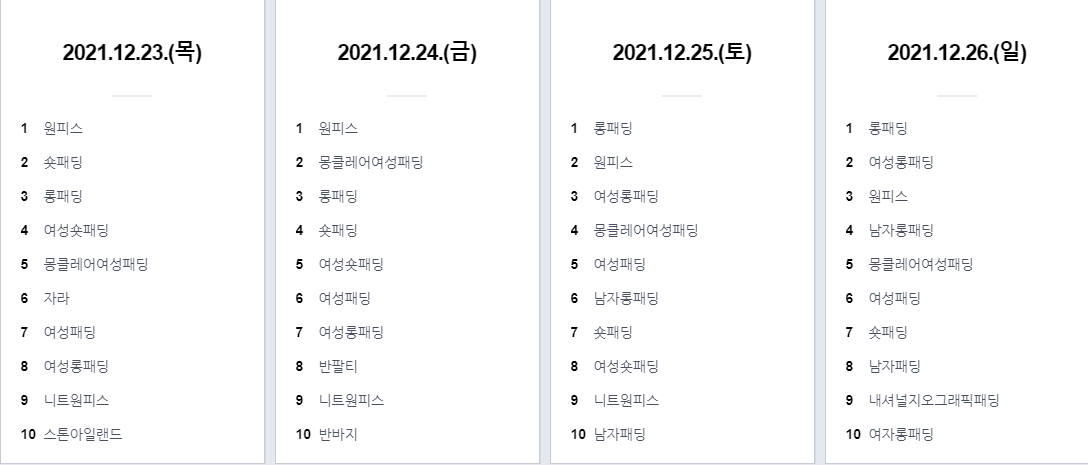 2021.12.23.(목)
1 원피스
2 숏패딩
3 롱패딩
4 여성숏패딩
5 몽클레어여성패딩
6 자라
7 여성패딩
8 여성롱패딩
9 니트원피스
10 스톤아일랜드
2021.12.24.(금)
1 원피스
2 몽클레어여성패딩
3 롱패딩
4 숏패딩
5 여성숏패딩
6 여성패딩
7 여성롱패딩
8 반팔티
9 니트원피스
10 반바지
2021.12.25.(토)
1 롱패딩
2 원피스
3 여성롱패딩
4 몽클레어여성패딩
5 여성패딩
6 남자롱패딩
7 숏패딩
8 여성숏패딩
9 니트원피스
10 남자패딩
2021.12.26.(일)
1 롱패딩
2 여성롱패딩
3 원피스
4 남자롱패딩
5 몽클레어여성패딩
6 여성패딩
7 숏패딩
8 남자패딩
9 내셔널지오그래픽패딩
10 여자롱패딩